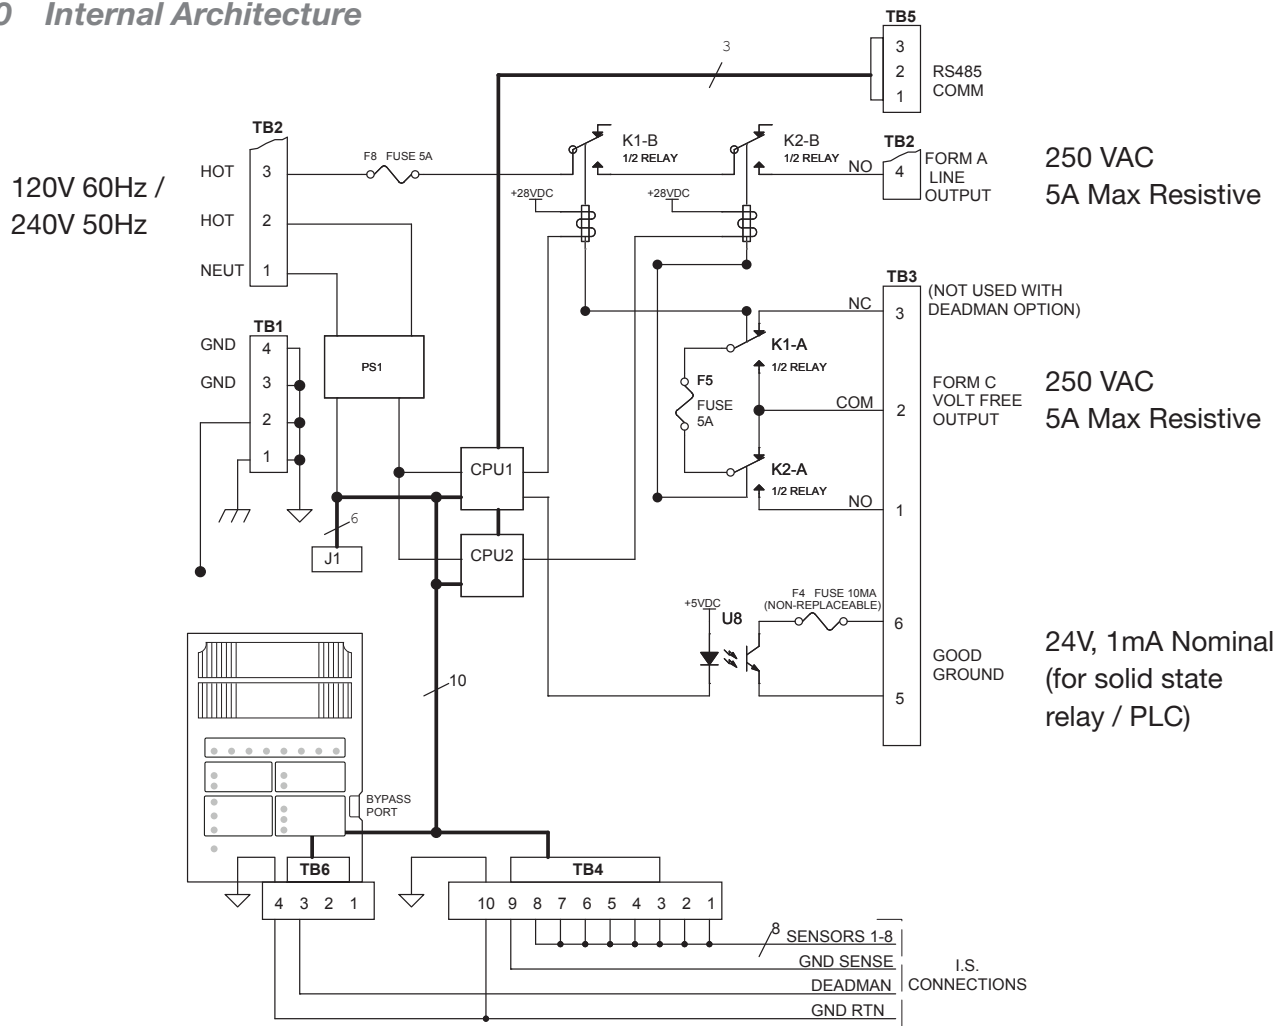 0 Internal Architecture
TB5
3
2
1
RS485
COMM
3
TB2
HOT
3
HOT
2
NEUT
1
120V 60Hz /
240V 50Hz
F8 FUSE 5A
K1-B
1/2 RELAY
K2-B
1/2 RELAY
+28VDC
+28VDC
TB2
NO
4
FORM A
LINE
OUTPUT
250 VAC
5A Max Resistive
TB1
GND
4
GND
3
2
1
PS1
TB3
NC
3
(NOT USED WITH
DEADMAN OPTION)
K1-A
1/2 RELAY
F5
FUSE
5A
COM
2
FORM C
VOLT FREE
OUTPUT
250 VAC
5A Max Resistive
K2-A
1/2 RELAY
NO
1
CPU1
6
J1
CPU2
+5VDC
U8
F4 FUSE 10MA
(NON-REPLACEABLE)
6
GOOD
GROUND
5
24V, 1mA Nominal
(for solid state
relay / PLC)
10
BYPASS
PORT
TB6
4 3 2 1
TB4
10 9 8 7 6 5 4 3 2 1
8
SENSORS 1-8
GND SENSE
DEADMAN
GND RTN
I.S.
CONNECTIONS